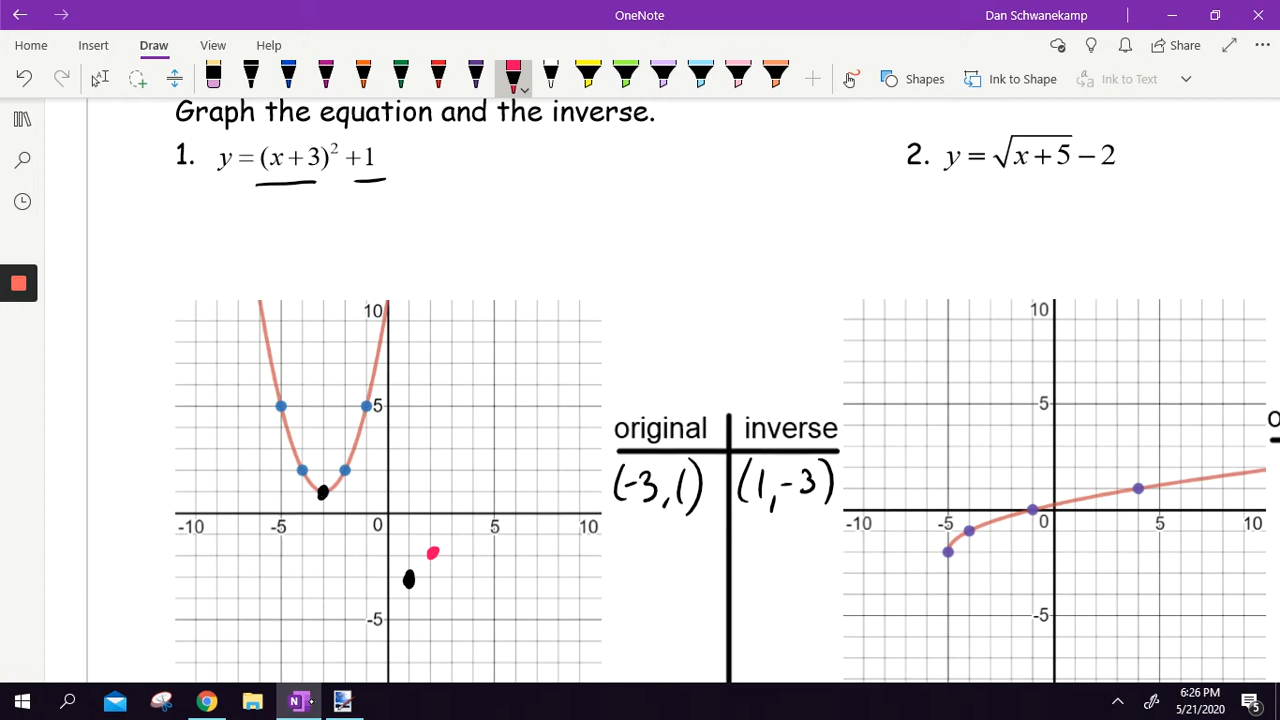 OneNote
Dan Schwanekamp
Home Insert Draw View Help
Share
Shapes
Ink to Shape
Ink to Text
Graph the equation and the inverse.
1. y = (x + 3)² + 1
2. y = √(x + 5) − 2
10
5
-10 -5 0 5 10
-5
original inverse
(-3, 1) (1, -3)
10
5
-10 -5 0 5 10
-5
o
6:26 PM
5/21/2020
5